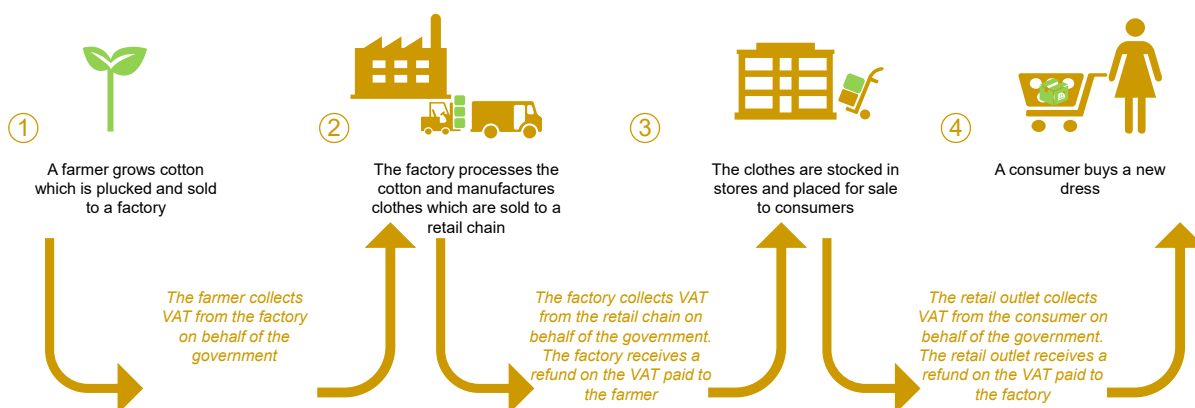 1
A farmer grows cotton
which is plucked and sold
to a factory
2
The factory processes the
cotton and manufactures
clothes which are sold to a
retail chain
3
The clothes are stocked in
stores and placed for sale
to consumers
4
A consumer buys a new
dress
The farmer collects
VAT from the factory
on behalf of the
government
The factory collects VAT
from the retail chain on
behalf of the government.
The factory receives a
refund on the VAT paid to
the farmer
The retail outlet collects
VAT from the consumer on
behalf of the government.
The retail outlet receives a
refund on the VAT paid to
the factory